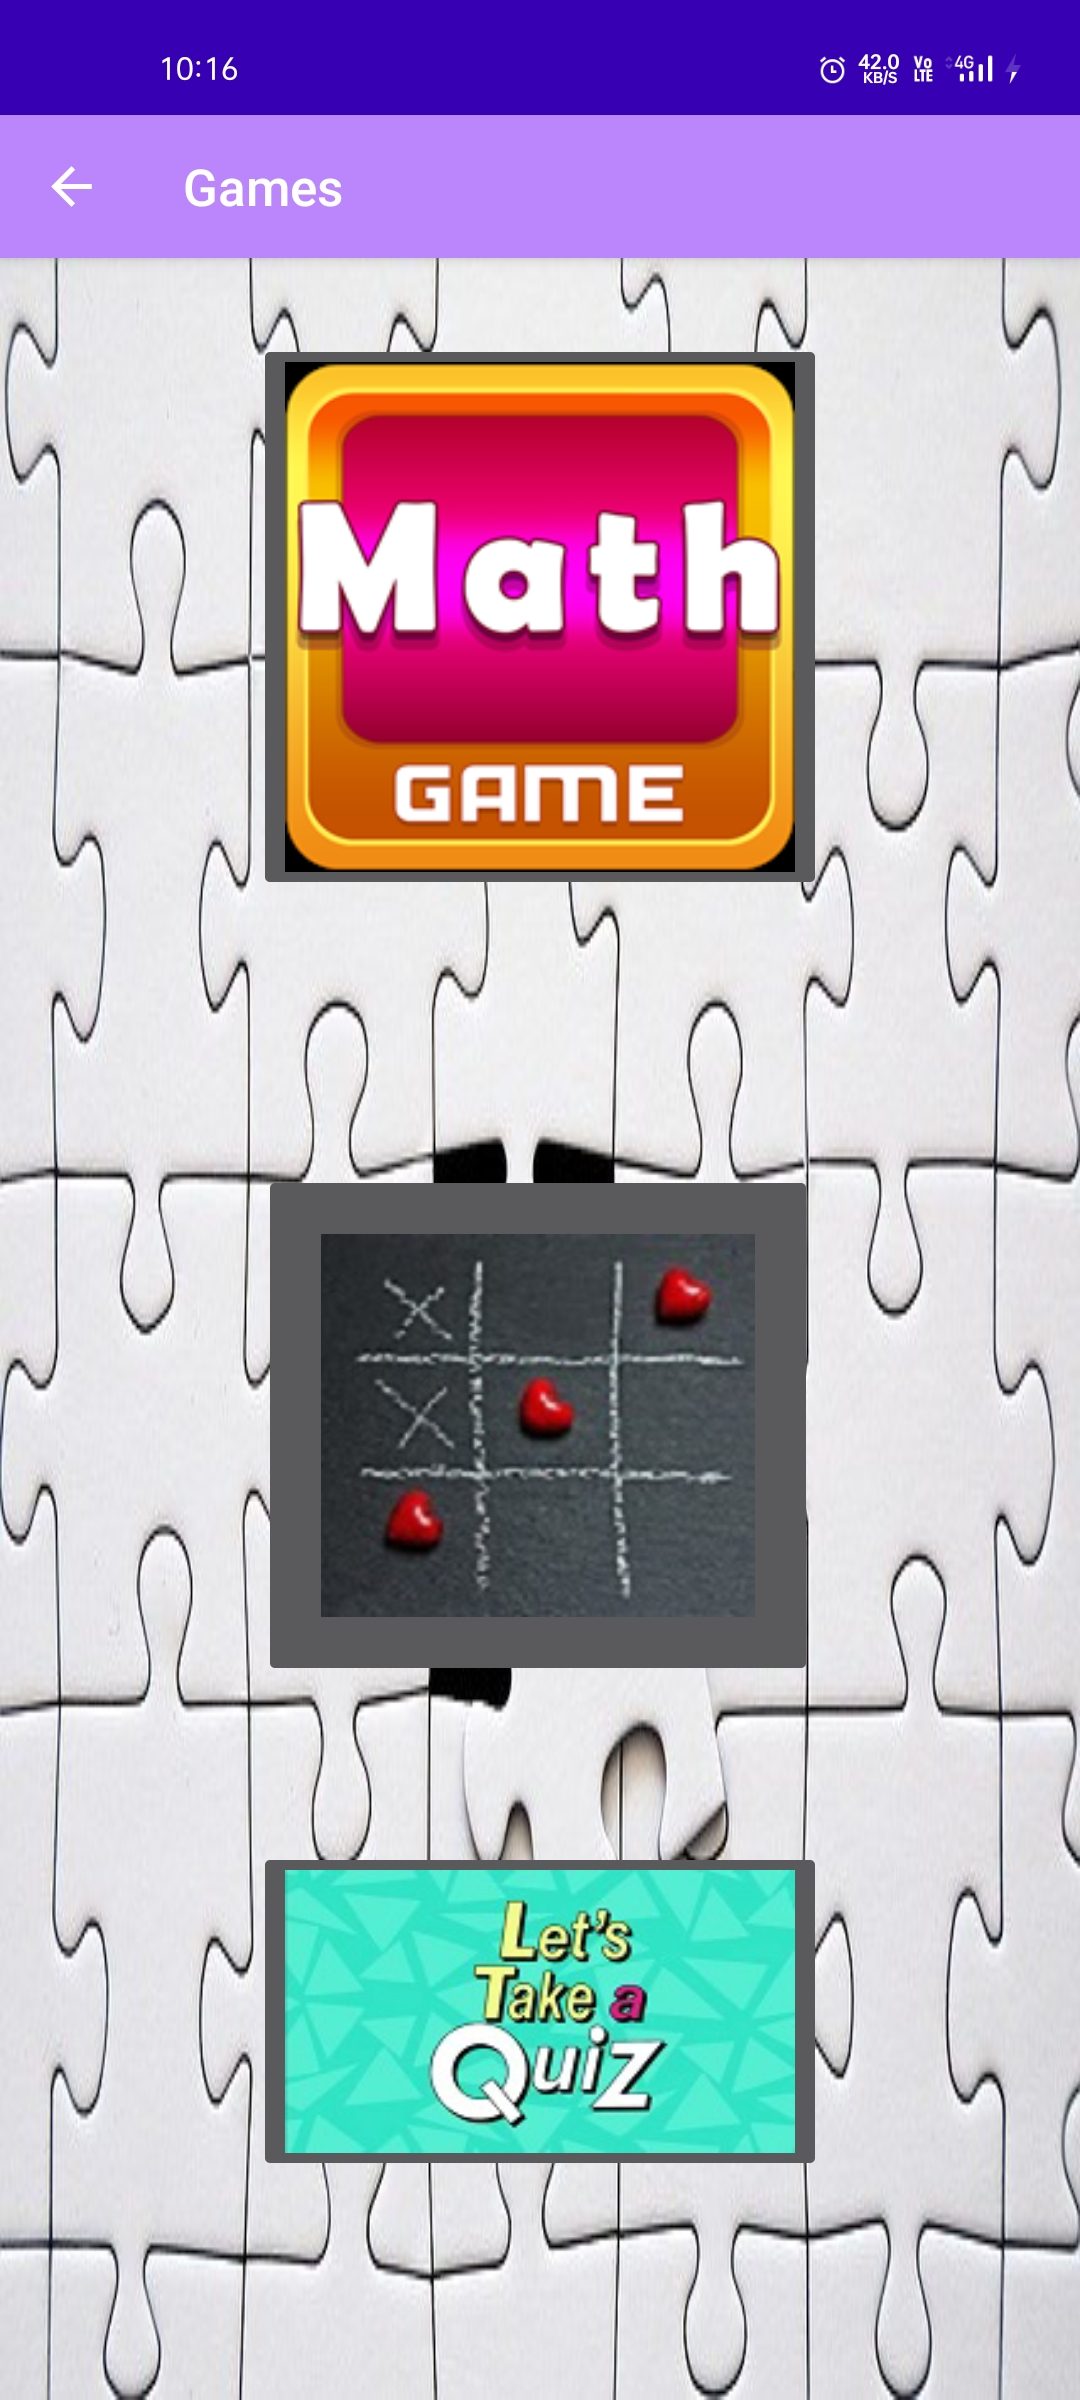 10:16
42.0
KB/S
Vo
LTE
4G
Games
Math
GAME
Let's
Take a
Quiz